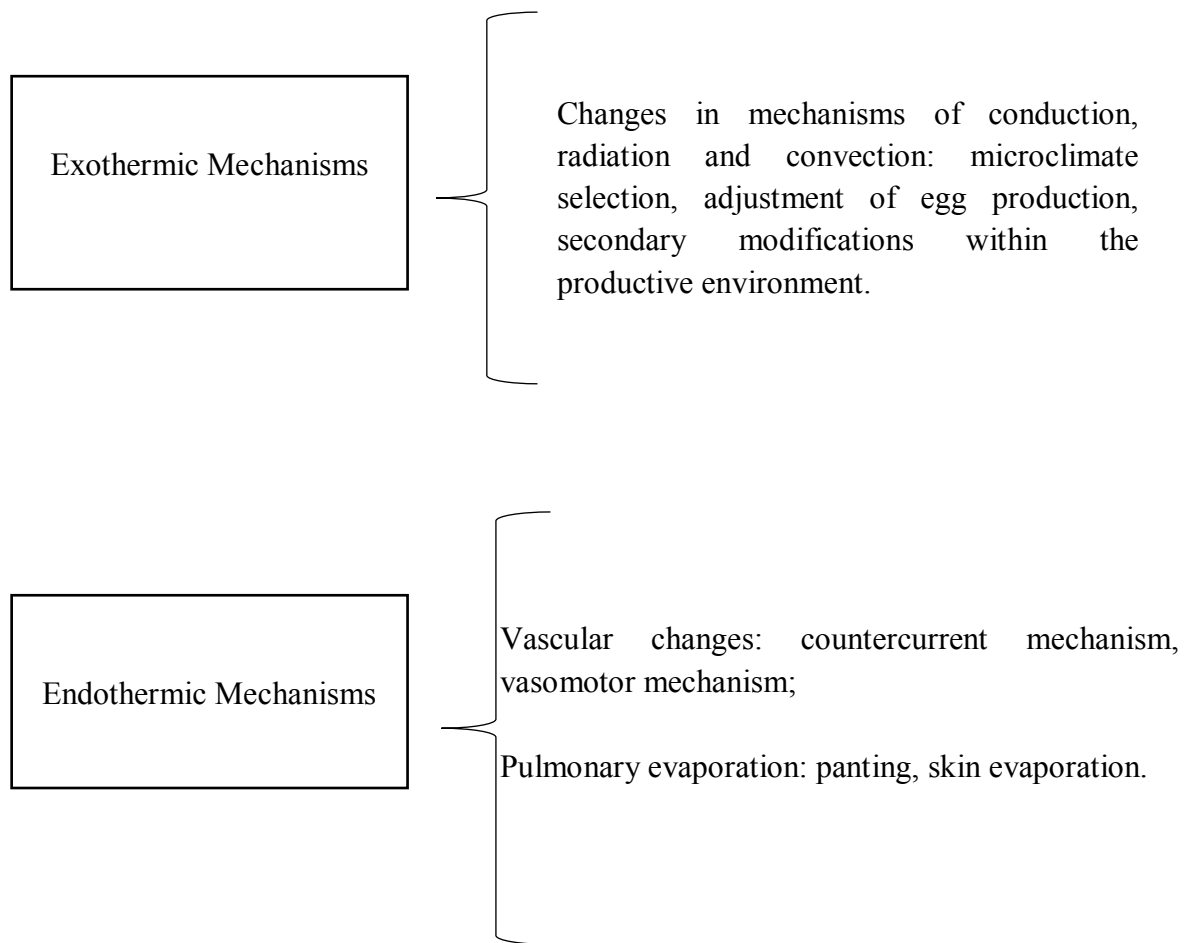 Exothermic Mechanisms
Changes in mechanisms of conduction,
radiation and convection: microclimate
selection, adjustment of egg production,
secondary modifications within the
productive environment.
Endothermic Mechanisms
Vascular changes: countercurrent mechanism,
vasomotor mechanism;
Pulmonary evaporation: panting, skin evaporation.